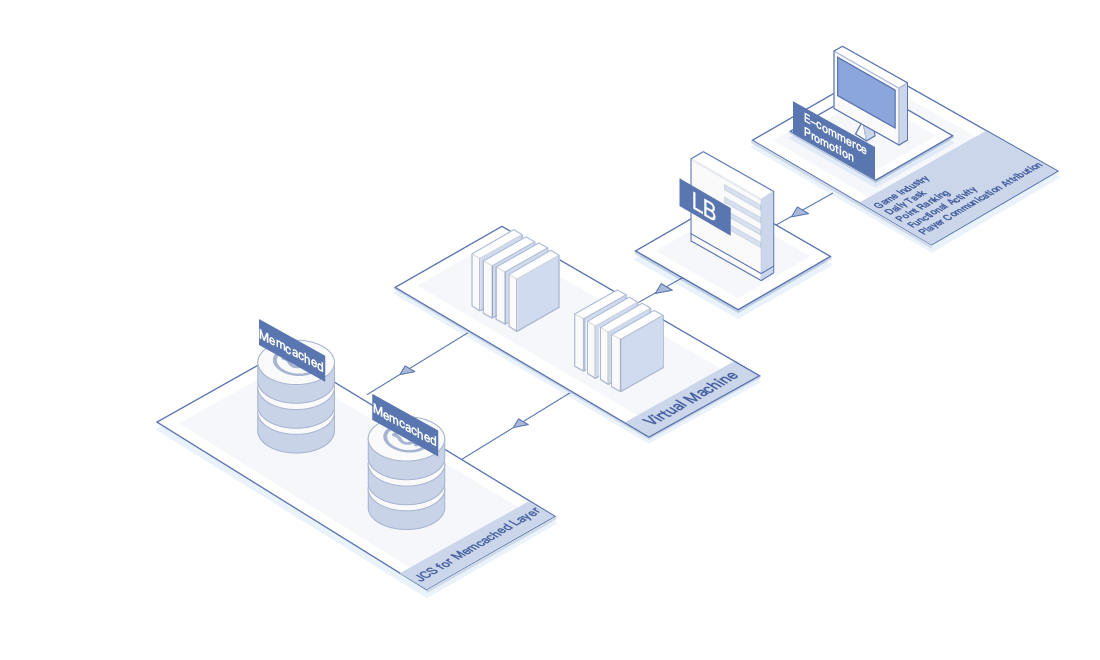 E-commerce
Promotion
Game Industry
Daily Task
Point Ranking
Functional Activity
Player Communication Attribution
LB
Virtual Machine
Memcached
Memcached
JCS for Memcached Layer